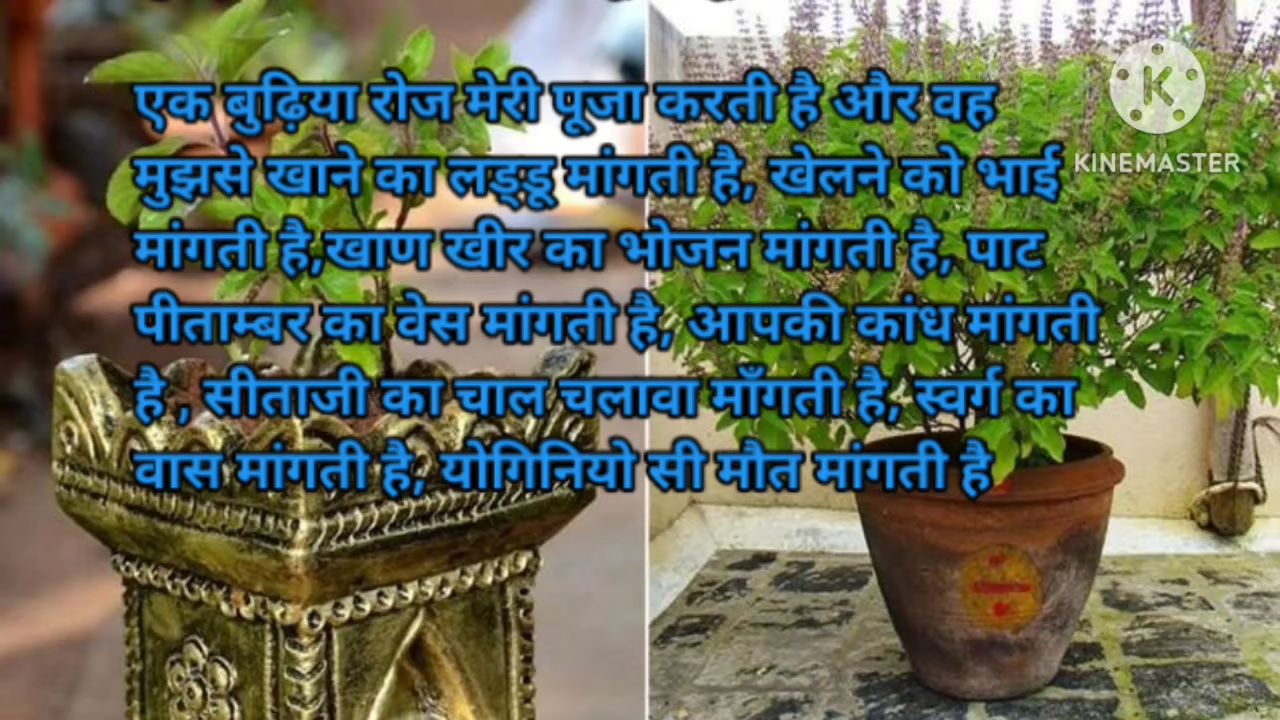 एक बुढ़िया रोज मेरी पूजा करती है और वह
मुझसे खाने का लड्डू मांगती है, खेलने को भाई
मांगती है,खाण खीर का भोजन मांगती है, पाट
पीताम्बर का वेस मांगती है, आपकी कांध मांगती
है , सीताजी का चाल चलावा माँगती है, स्वर्ग का
वास मांगती है, योगिनियो सी मौत मांगती है
K
KINEMASTER